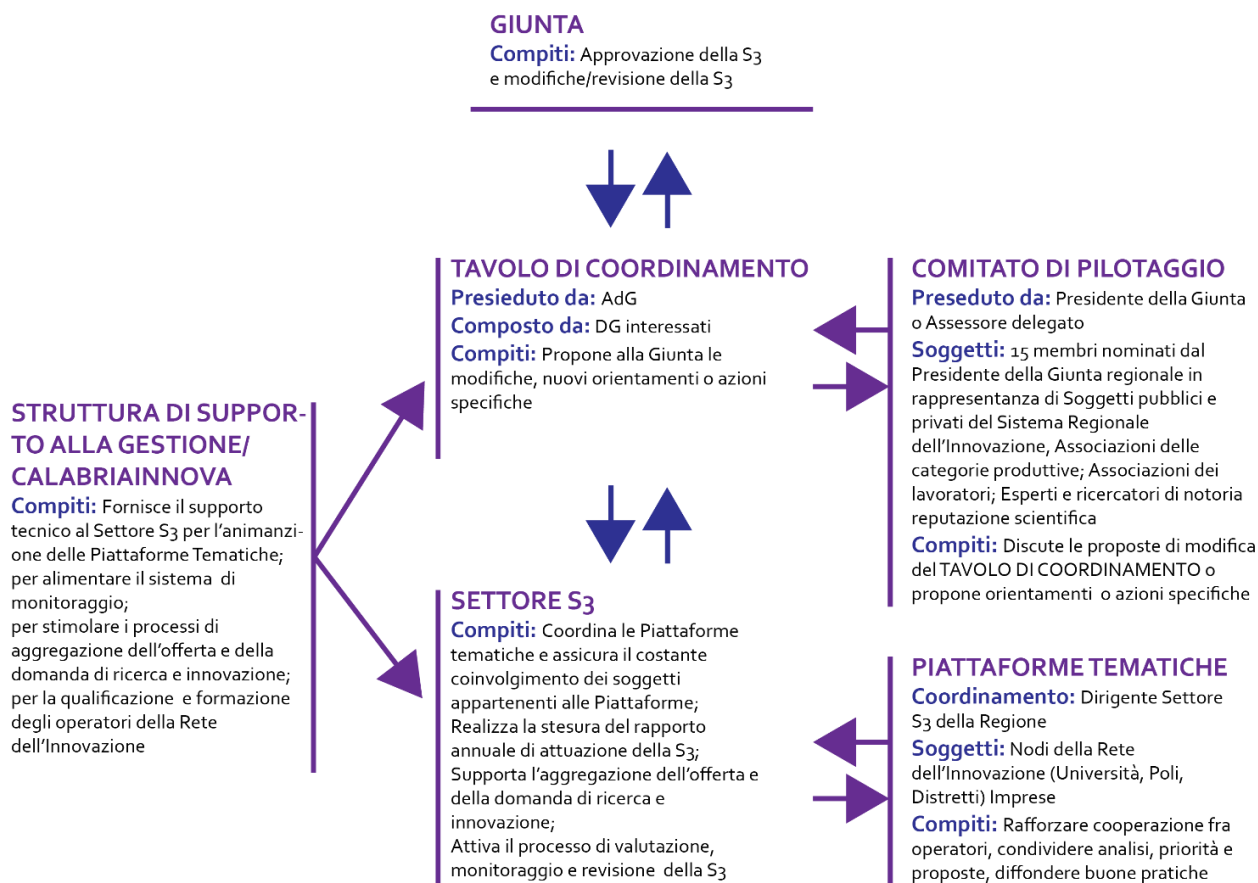 GIUNTA
Compiti: Approvazione della S3
e modifiche/revisione della S3
TAVOLO DI COORDINAMENTO
Presieduto da: AdG
Composto da: DG interessati
Compiti: Propone alla Giunta le
modifiche, nuovi orientamenti o azioni
specifiche
COMITATO DI PILOTAGGIO
Preseduto da: Presidente della Giunta
o Assessore delegato
Soggetti: 15 membri nominati dal
Presidente della Giunta regionale in
rappresentanza di Soggetti pubblici e
privati del Sistema Regionale
dell’Innovazione, Associazioni delle
categorie produttive; Associazioni dei
lavoratori; Esperti e ricercatori di notoria
reputazione scientifica
Compiti: Discute le proposte di modifica
del TAVOLO DI COORDINAMENTO o
propone orientamenti o azioni specifiche
STRUTTURA DI SUPPOR-
TO ALLA GESTIONE/
CALABRIAINNOVA
Compiti: Fornisce il supporto
tecnico al Settore S3 per l’animanzi-
one delle Piattaforme Tematiche;
per alimentare il sistema di
monitoraggio;
per stimolare i processi di
aggregazione dell’offerta e della
domanda di ricerca e innovazione;
per la qualificazione e formazione
degli operatori della Rete
dell’Innovazione
SETTORE S3
Compiti: Coordina le Piattaforme
tematiche e assicura il costante
coinvolgimento dei soggetti
appartenenti alle Piattaforme;
Realizza la stesura del rapporto
annuale di attuazione della S3;
Supporta l’aggregazione dell’offerta e
della domanda di ricerca e
innovazione;
Attiva il processo di valutazione,
monitoraggio e revisione della S3
PIATTAFORME TEMATICHE
Coordinamento: Dirigente Settore
S3 della Regione
Soggetti: Nodi della Rete
dell’Innovazione (Università, Poli,
Distretti) Imprese
Compiti: Rafforzare cooperazione fra
operatori, condividere analisi, priorità e
proposte, diffondere buone pratiche